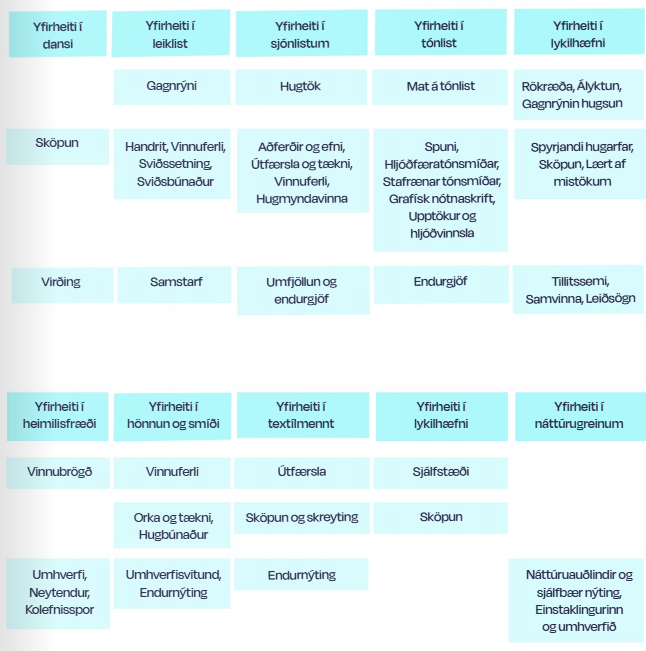 Yfirheiti í
dansi
Yfirheiti í
leiklist
Yfirheiti í
sjónlistum
Yfirheiti í
tónlist
Yfirheiti í
lykilhæfni
Gagnrýni
Hugtök
Mat á tónlist
Rökræða, Ályktun,
Gagnrýnin hugsun
Sköpun
Handrit, Vinnuferli,
Sviðssetning,
Sviðsbúnaður
Aðferðir og efni,
Útfærsla og tækni,
Vinnuferli,
Hugmyndavinna
Spuni,
Hljóðfæratónsmíðar,
Stafrænar tónsmíðar,
Grafísk nótnaskrift,
Upptökur og
hljóðvinnsla
Spyrjandi hugarfar,
Sköpun, Lært af
mistökum
Virðing
Samstarf
Umfjöllun og
endurgjöf
Endurgjöf
Tillitssemi,
Samvinna, Leiðsögn
Yfirheiti í
heimilisfræði
Yfirheiti í
hönnun og smíði
Yfirheiti í
textílmennt
Yfirheiti í
lykilhæfni
Yfirheiti í
náttúrugreinum
Vinnubrögð
Vinnuferli
Útfærsla
Sjálfstæði
Orka og tækni,
Hugbúnaður
Sköpun og skreyting
Sköpun
Umhverfi,
Neytendur,
Kolefnisspor
Umhverfisvitund,
Endurnýting
Endurnýting
Náttúruauðlindir og
sjálfbær nýting,
Einstaklingurinn
og umhverfið